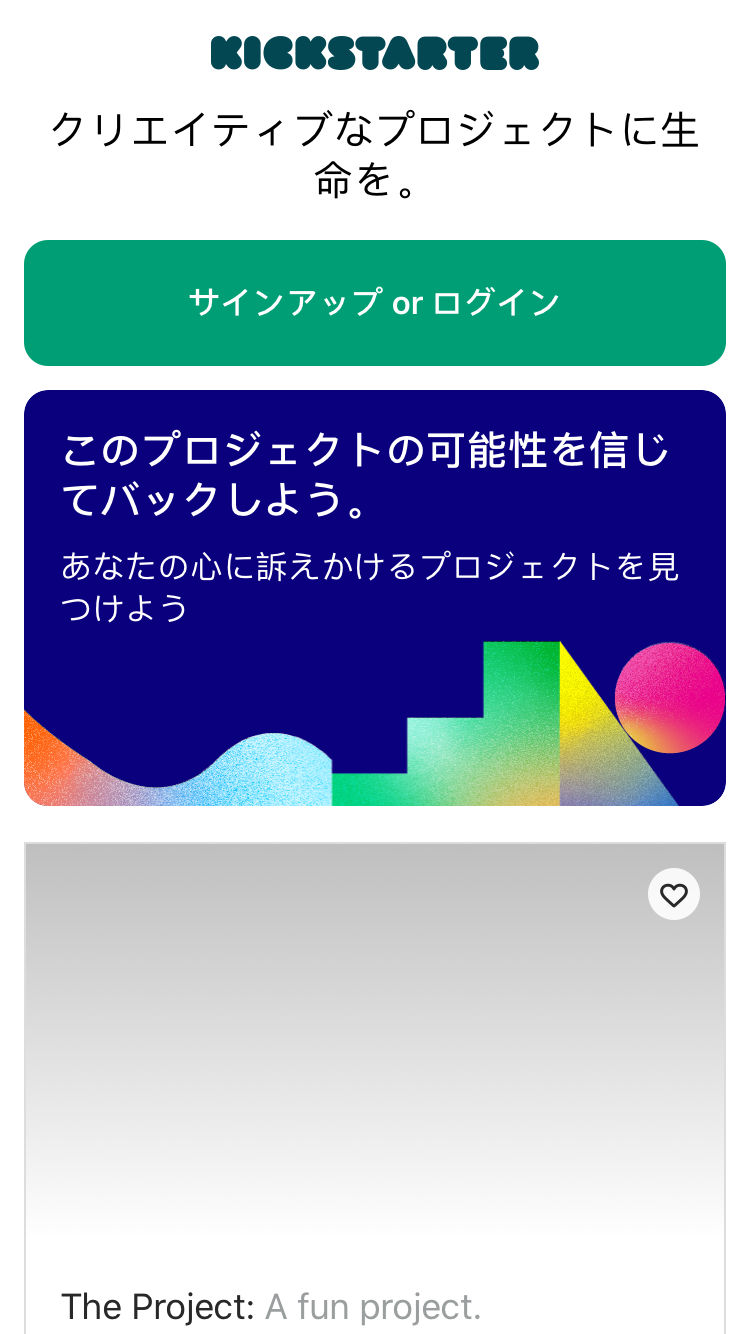 KICKSTARTER
クリエイティブなプロジェクトに生
命を。
サインアップ or ログイン
このプロジェクトの可能性を信じ
てバックしよう。
あなたの心に訴えかけるプロジェクトを見
つけよう
The Project: A fun project.